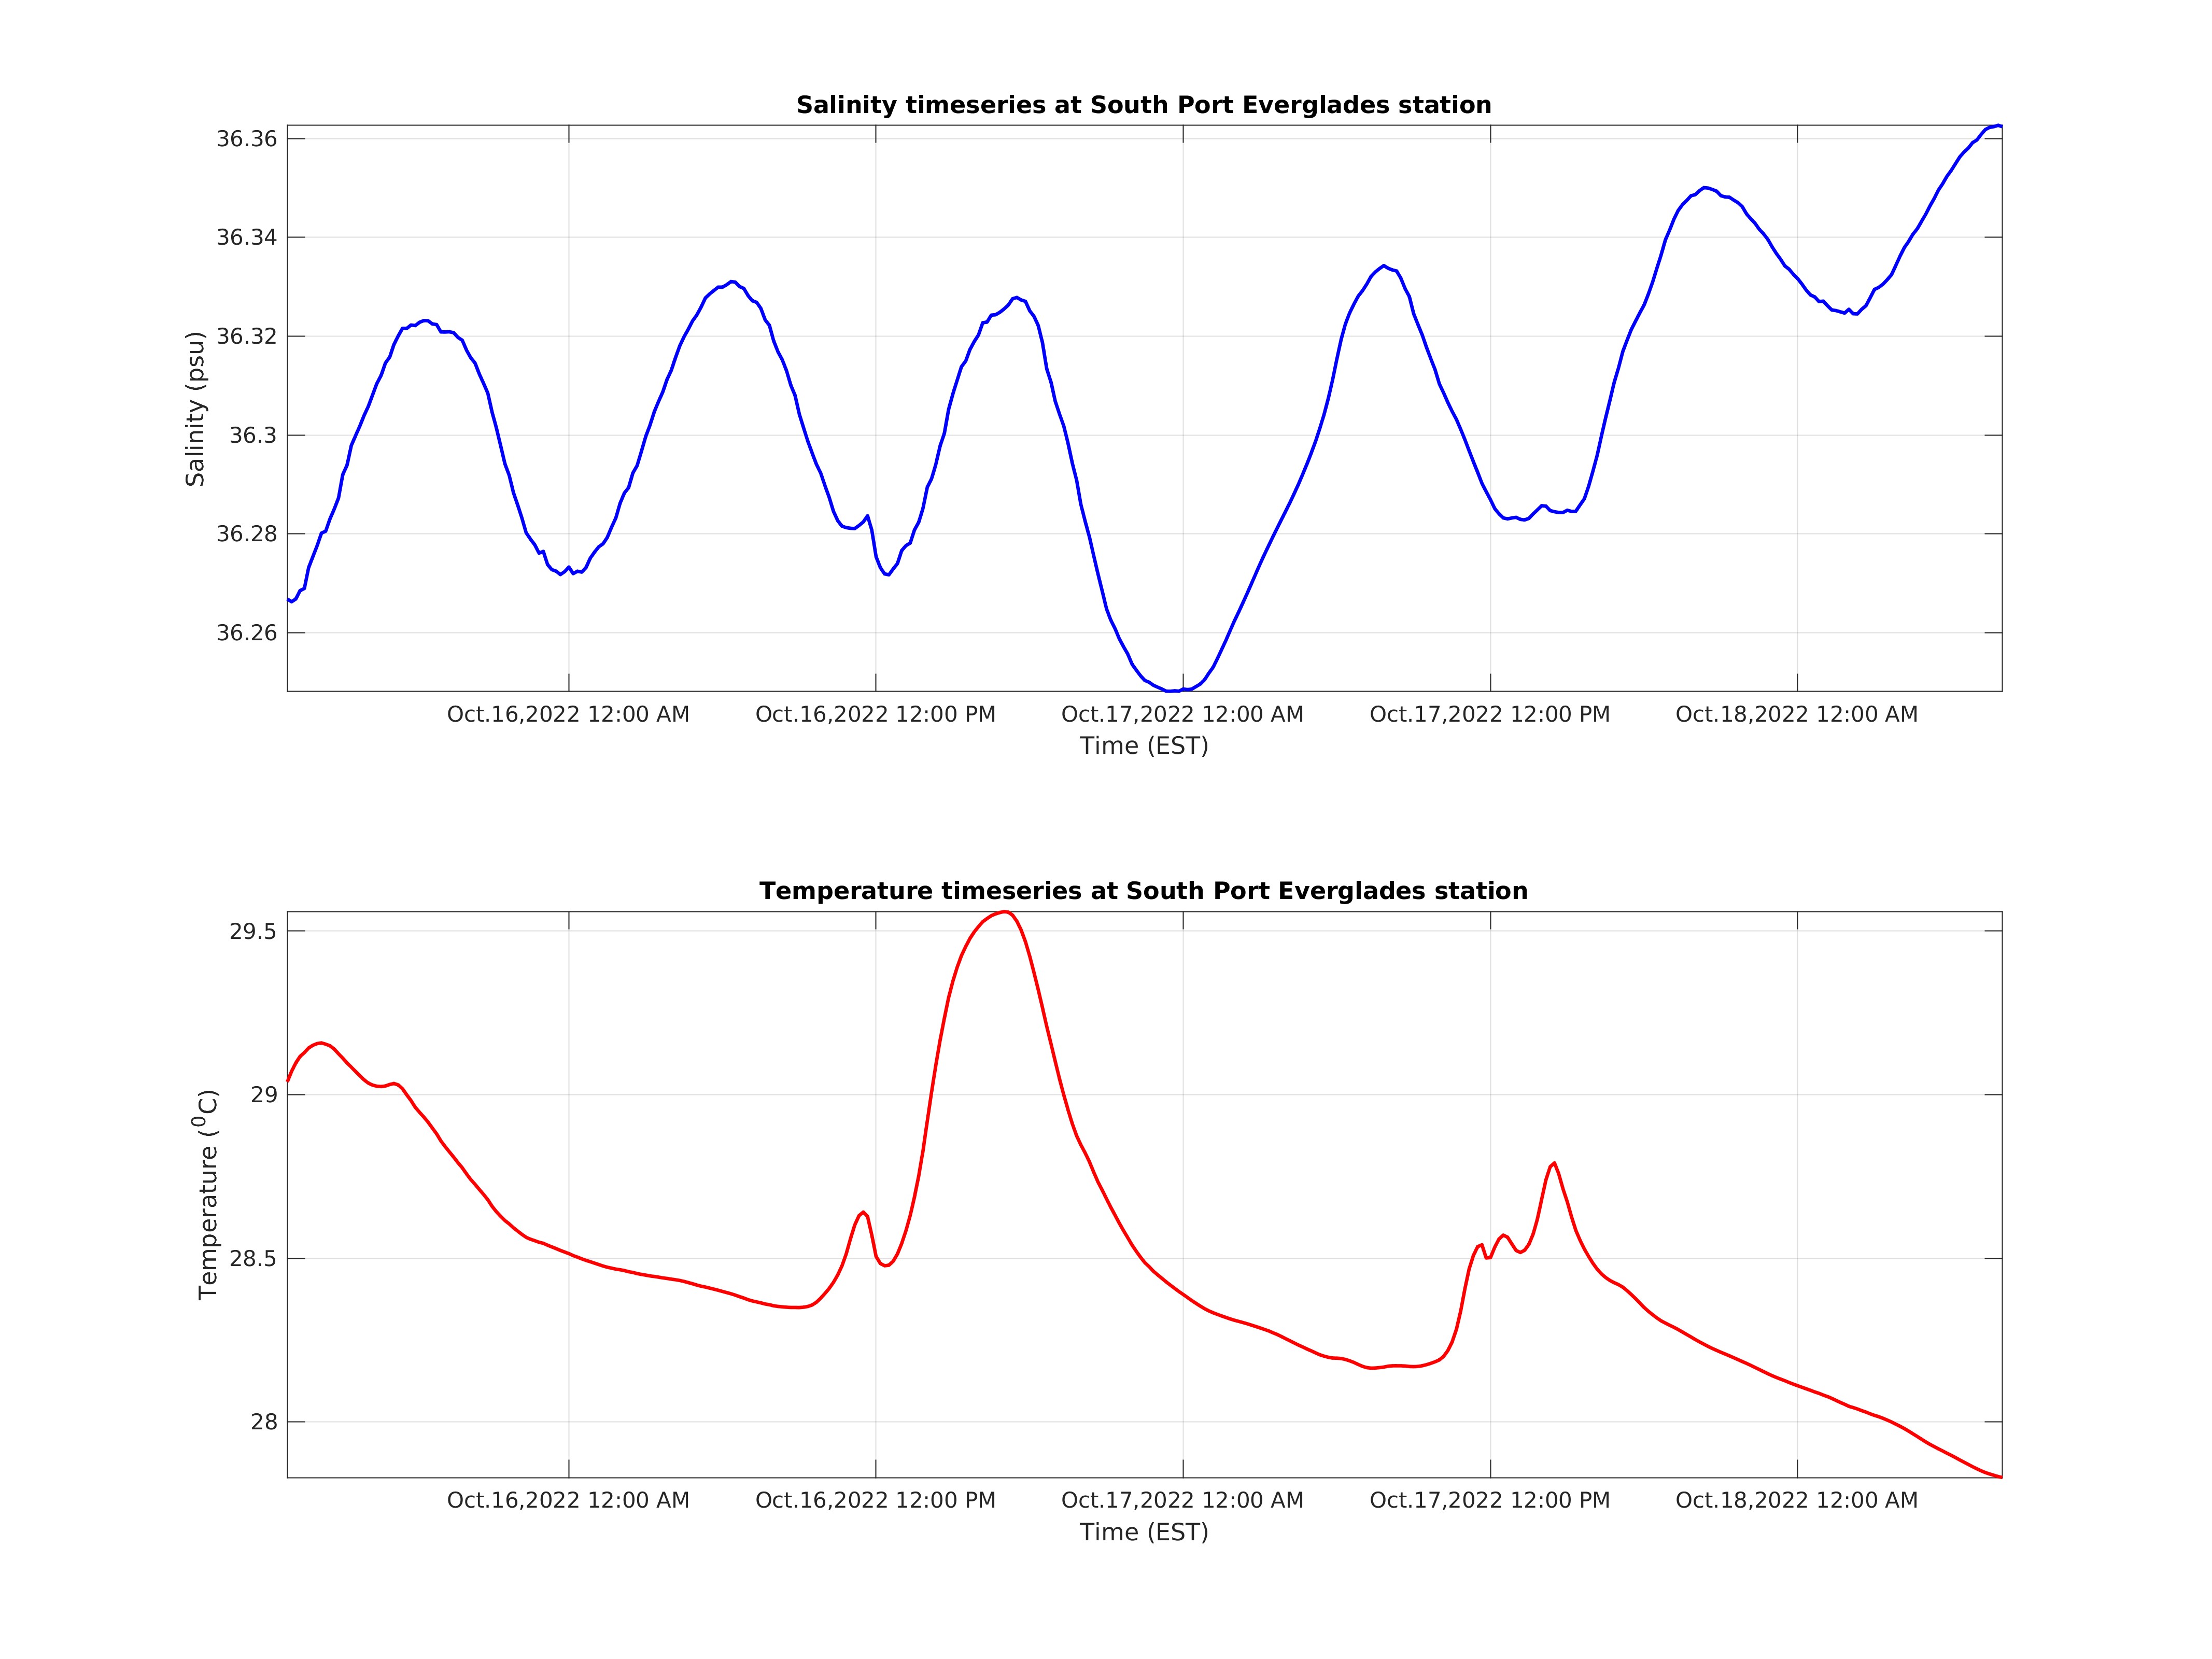 Salinity timeseries at South Port Everglades station
36.36
36.34
36.32
36.3
36.28
36.26
Salinity (psu)
Oct.16,2022 12:00 AM Oct.16,2022 12:00 PM Oct.17,2022 12:00 AM Oct.17,2022 12:00 PM Oct.18,2022 12:00 AM
Time (EST)
Temperature timeseries at South Port Everglades station
29.5
29
28.5
28
Temperature (⁰C)
Oct.16,2022 12:00 AM Oct.16,2022 12:00 PM Oct.17,2022 12:00 AM Oct.17,2022 12:00 PM Oct.18,2022 12:00 AM
Time (EST)